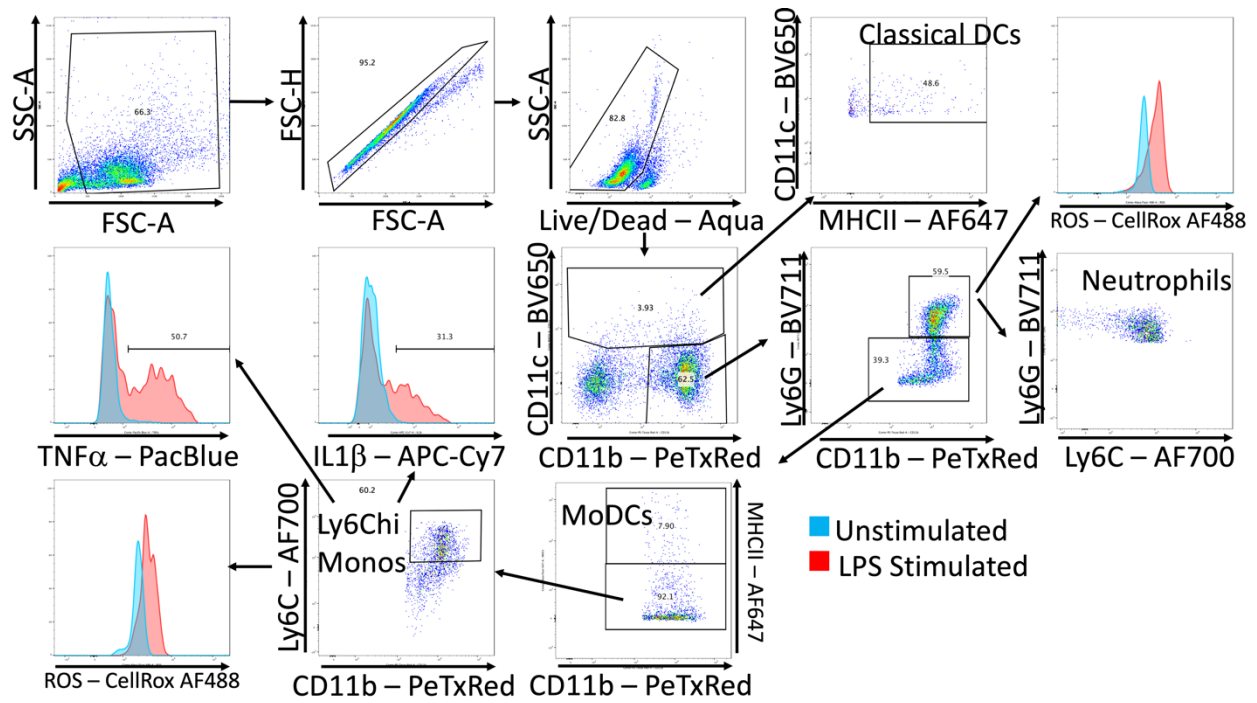 SSC-A
66.3
FSC-A
FSC-H
95.2
FSC-A
SSC-A
82.8
Live/Dead – Aqua
CD11c – BV650
Classical DCs
48.6
MHCII – AF647
ROS – CellRox AF488
50.7
TNFα – PacBlue
31.3
IL1β – APC-Cy7
CD11c – BV650
3.93
62.5
CD11b – PeTxRed
Ly6G – BV711
59.5
39.3
CD11b – PeTxRed
Ly6G – BV711
Neutrophils
Ly6C – AF700
ROS – CellRox AF488
Ly6C – AF700
60.2
Ly6Chi
Monos
CD11b – PeTxRed
MoDCs
7.90
92.1
MHCII – AF647
CD11b – PeTxRed
Unstimulated
LPS Stimulated